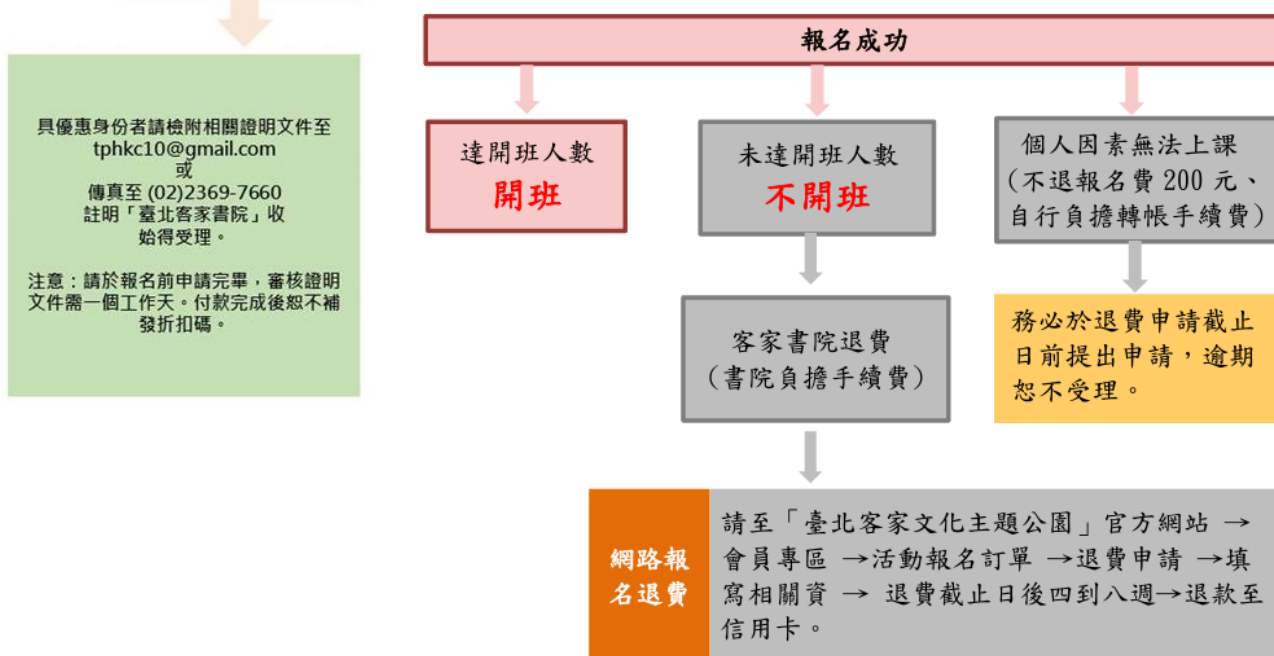 報名成功
具優惠身份者請檢附相關證明文件至
tphkc10@gmail.com
或
傳真至 (02)2369-7660
註明「臺北客家書院」收
始得受理。
注意：請於報名前申請完畢，審核證明
文件需一個工作天。付款完成後恕不補
發折扣碼。
達開班人數
開班
未達開班人數
不開班
個人因素無法上課
(不退報名費 200 元、
自行負擔轉帳手續費)
客家書院退費
(書院負擔手續費)
務必於退費申請截止
日前提出申請，逾期
恕不受理。
網路報
名退費
請至「臺北客家文化主題公園」官方網站 →
會員專區 →活動報名訂單 →退費申請 →填
寫相關資 → 退費截止日後四到八週→退款至
信用卡。